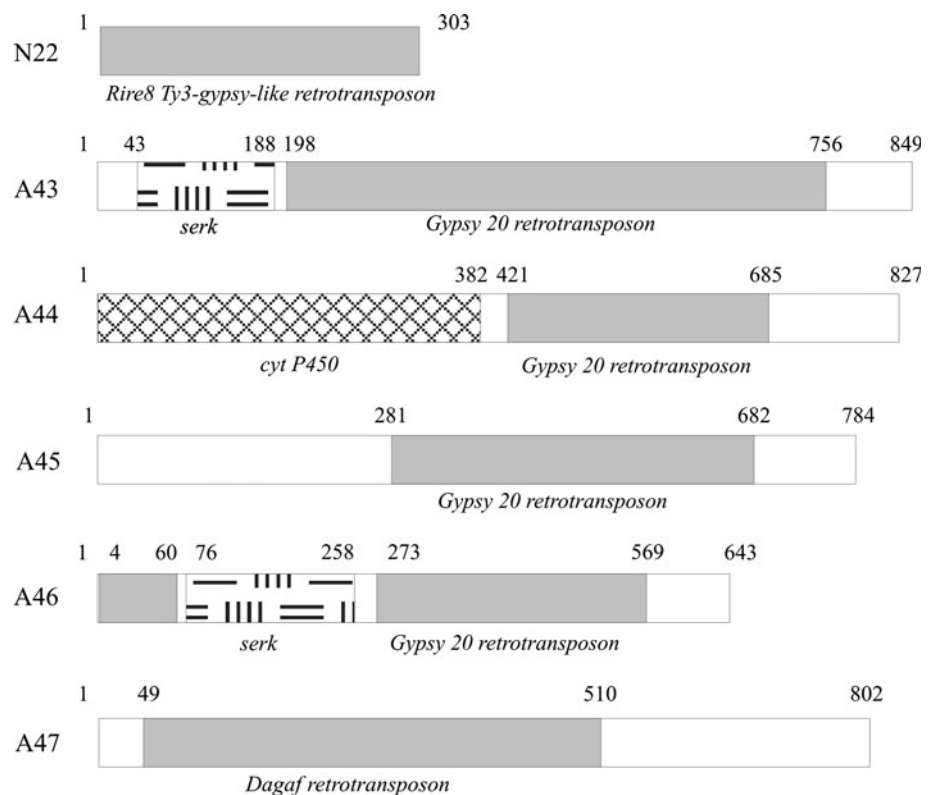 1 303
N22
Rire8 Ty3-gypsy-like retrotransposon
1 43 188 198 756 849
A43
serk Gypsy 20 retrotransposon
1 382 421 685 827
A44
cyt P450 Gypsy 20 retrotransposon
1 281 682 784
A45
Gypsy 20 retrotransposon
1 4 60 76 258 273 569 643
A46
serk Gypsy 20 retrotransposon
1 49 510 802
A47
Dagaf retrotransposon